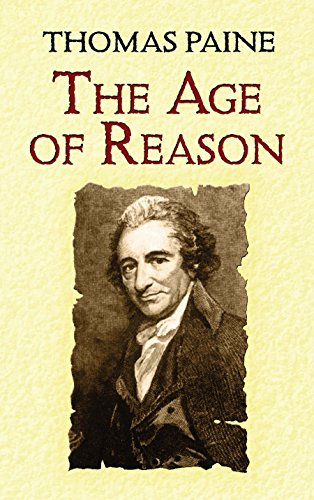 THOMAS PAINE
THE AGE
OF REASON